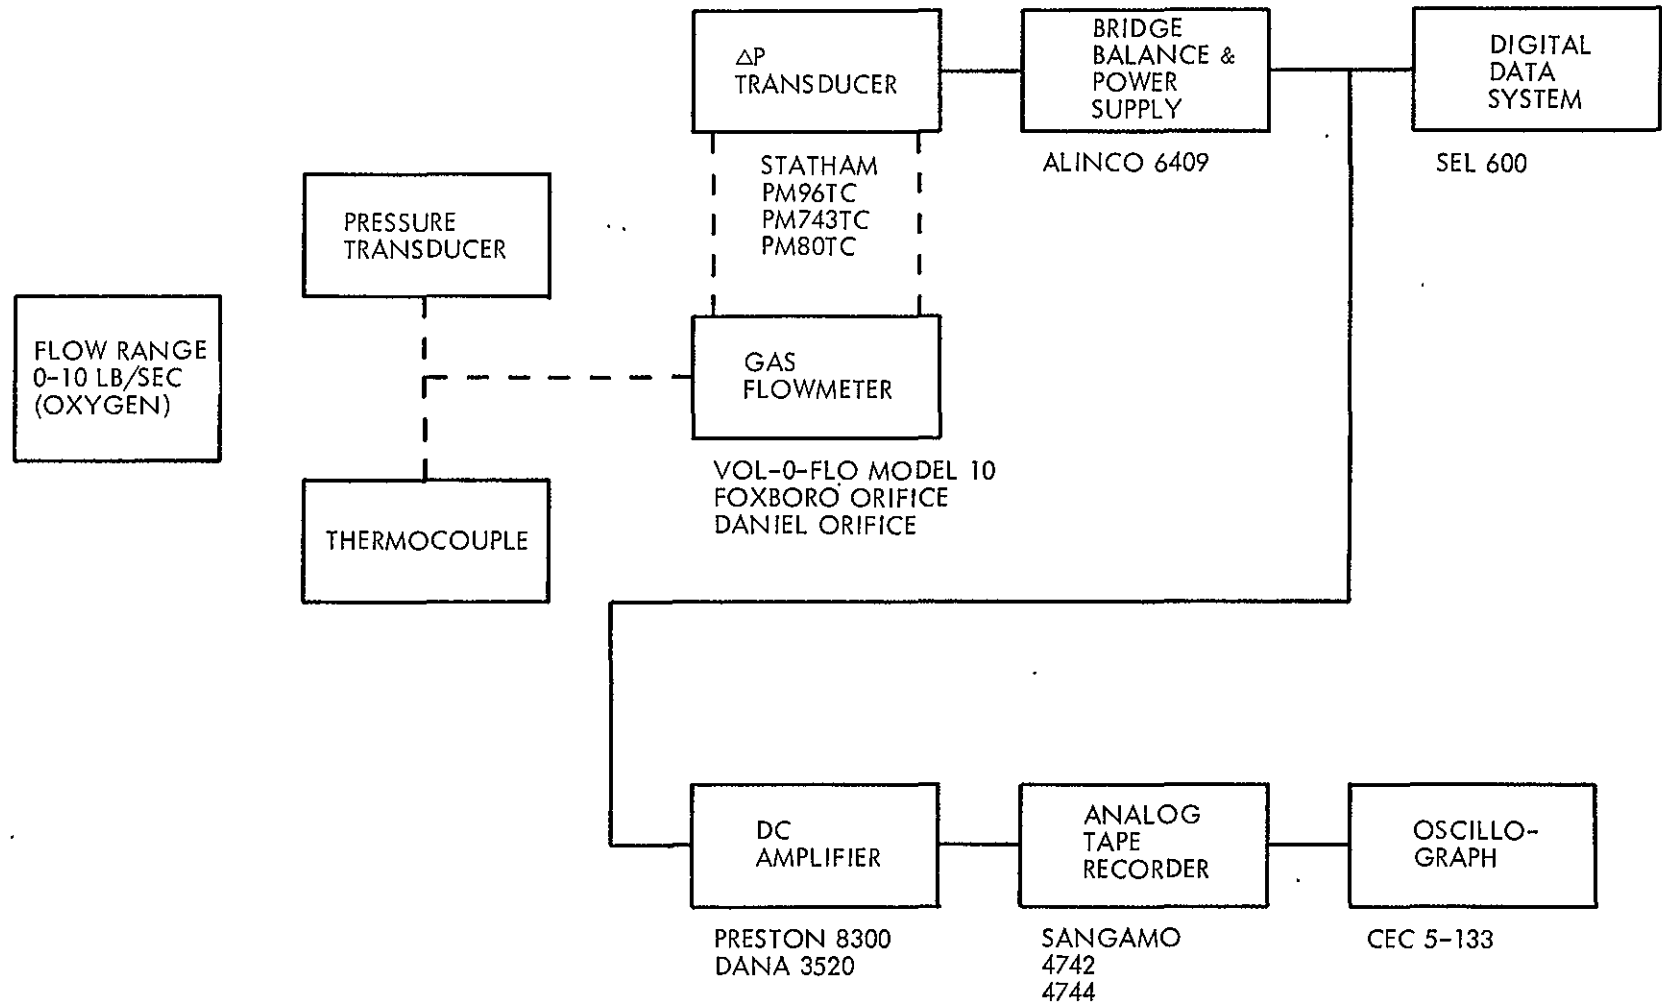 ΔP
TRANSDUCER
BRIDGE
BALANCE &
POWER
SUPPLY
DIGITAL
DATA
SYSTEM
STATHAM
PM96TC
PM743TC
PM80TC
ALINCO 6409
SEL 600
PRESSURE
TRANSDUCER
FLOW RANGE
0-10 LB/SEC
(OXYGEN)
GAS
FLOWMETER
VOL-0-FLO MODEL 10
FOXBORO ORIFICE
DANIEL ORIFICE
THERMOCOUPLE
DC
AMPLIFIER
ANALOG
TAPE
RECORDER
OSCILLO-
GRAPH
PRESTON 8300
DANA 3520
SANGAMO
4742
4744
CEC 5-133